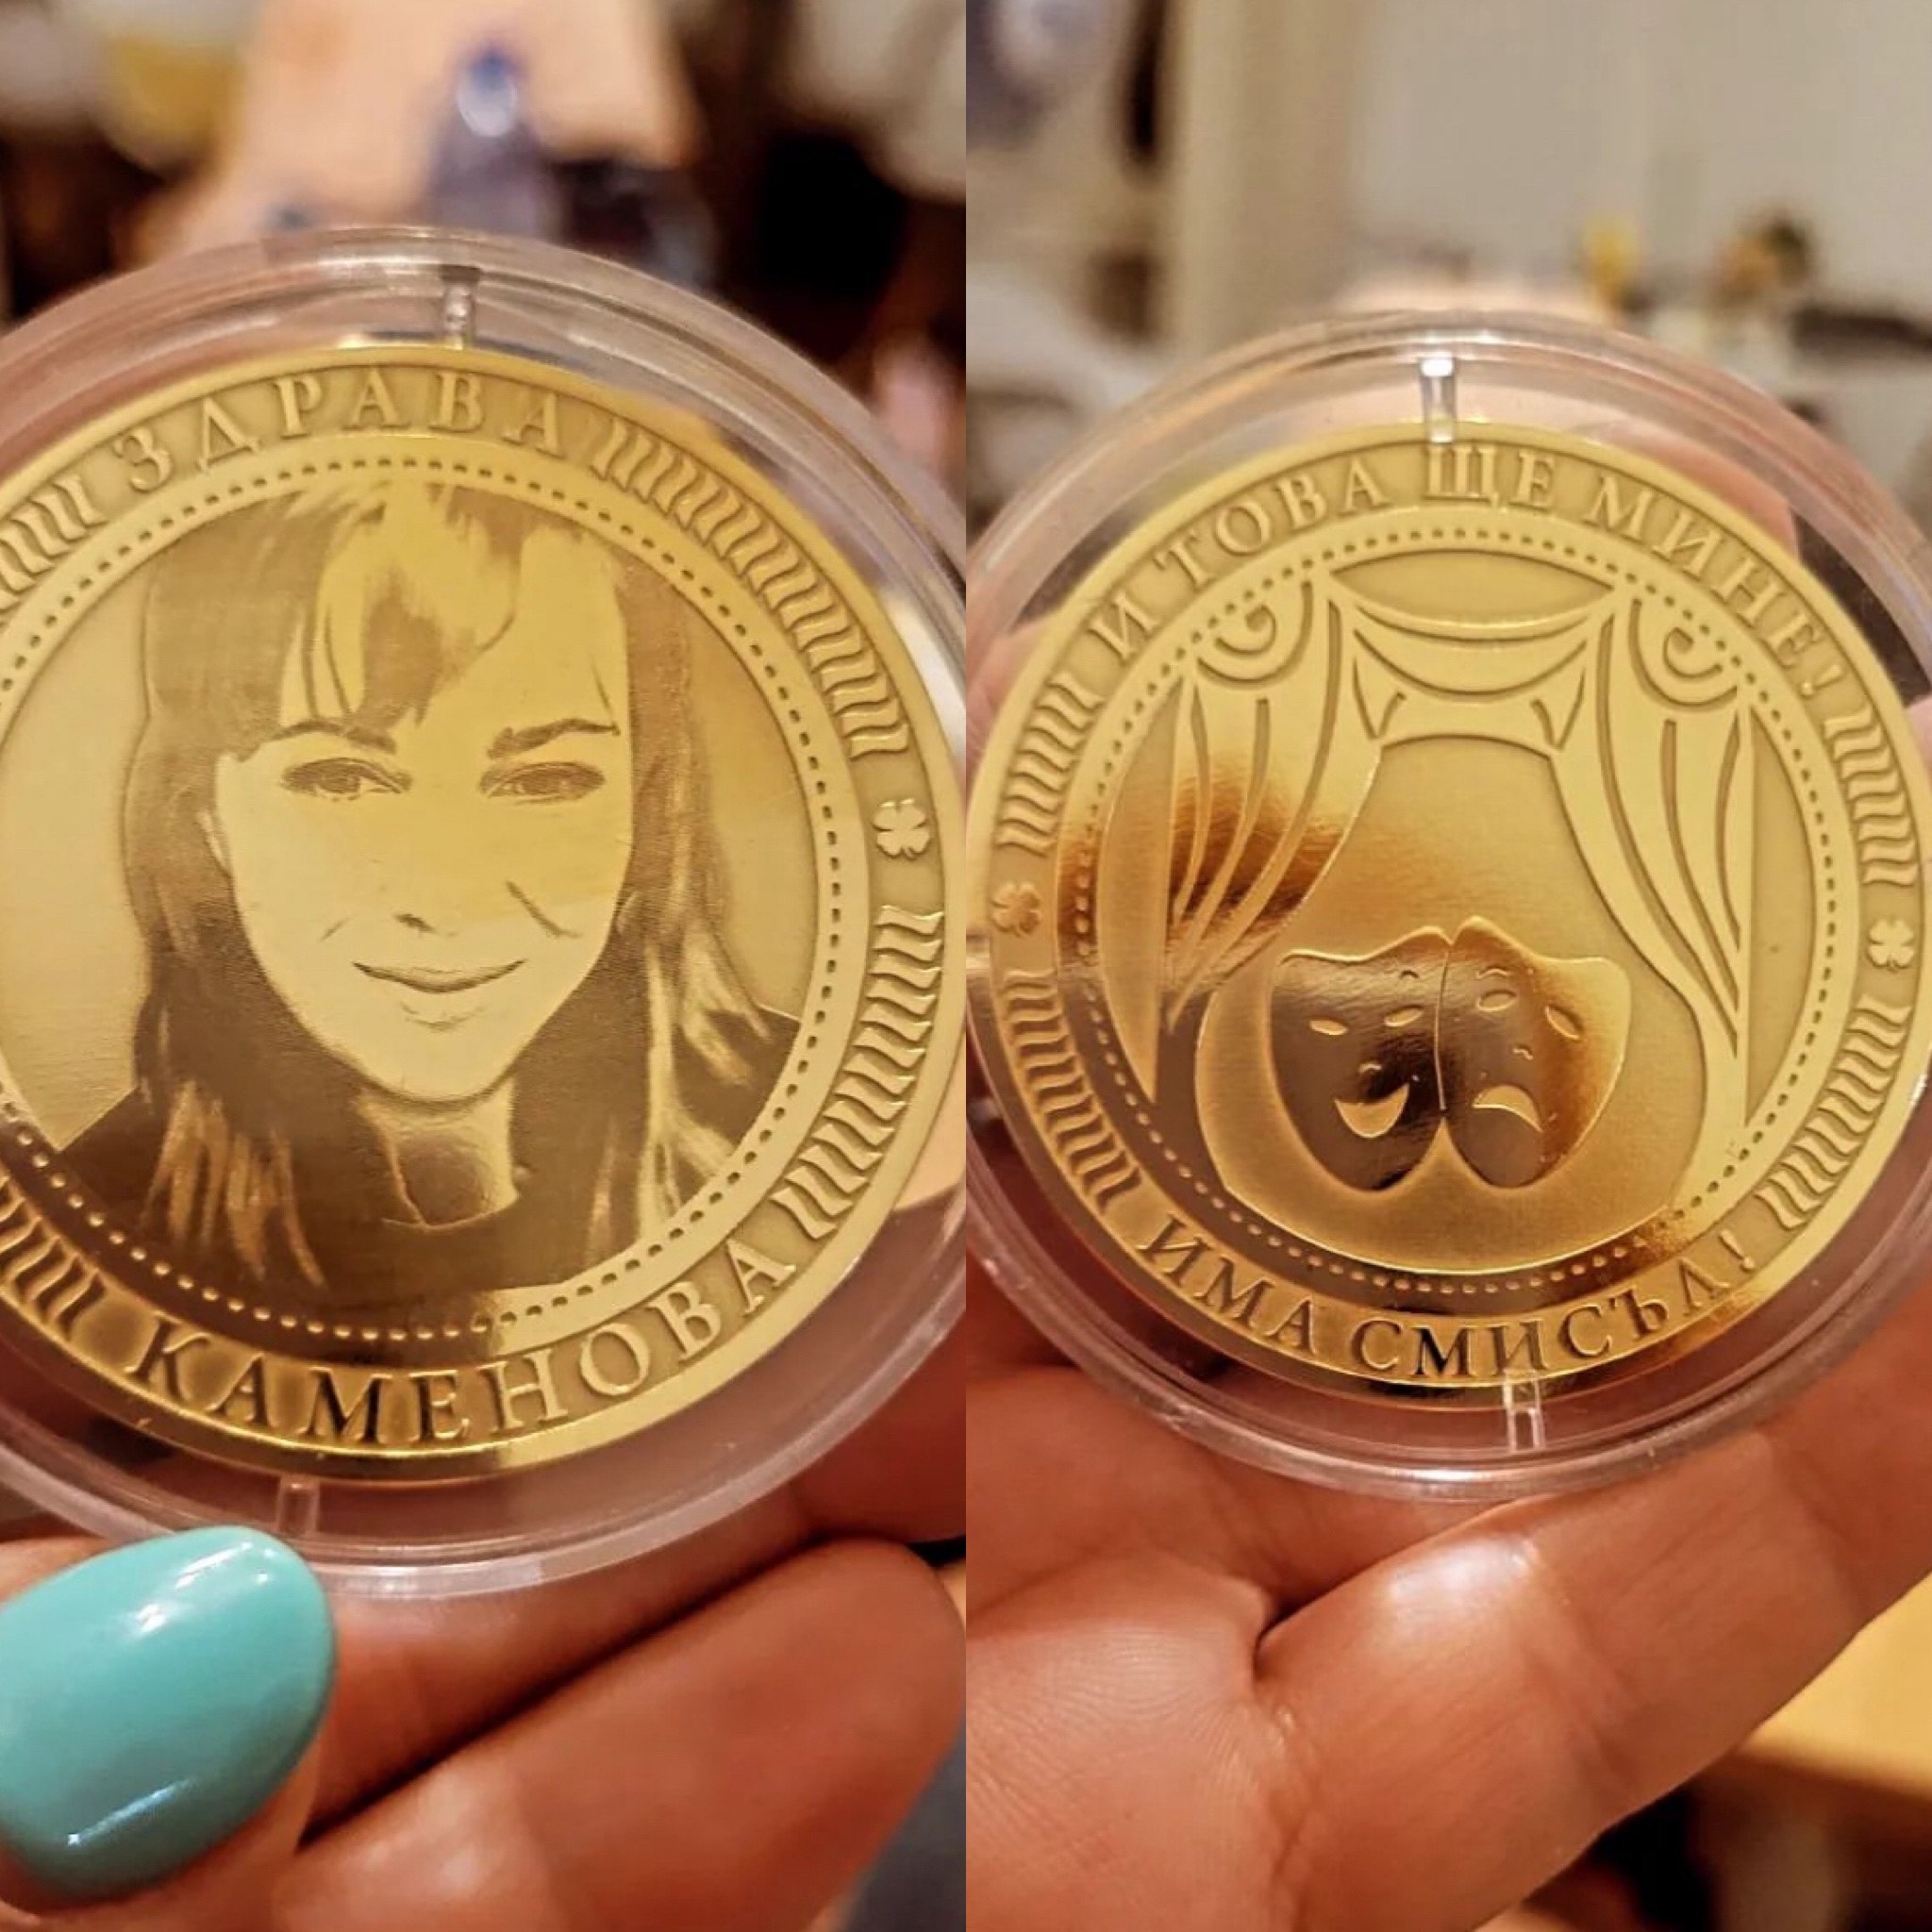 ЗДРАВА
КАМЕНОВА
И ТОВА ЩЕ МИНЕ!
ИМА СМИСЪЛ!